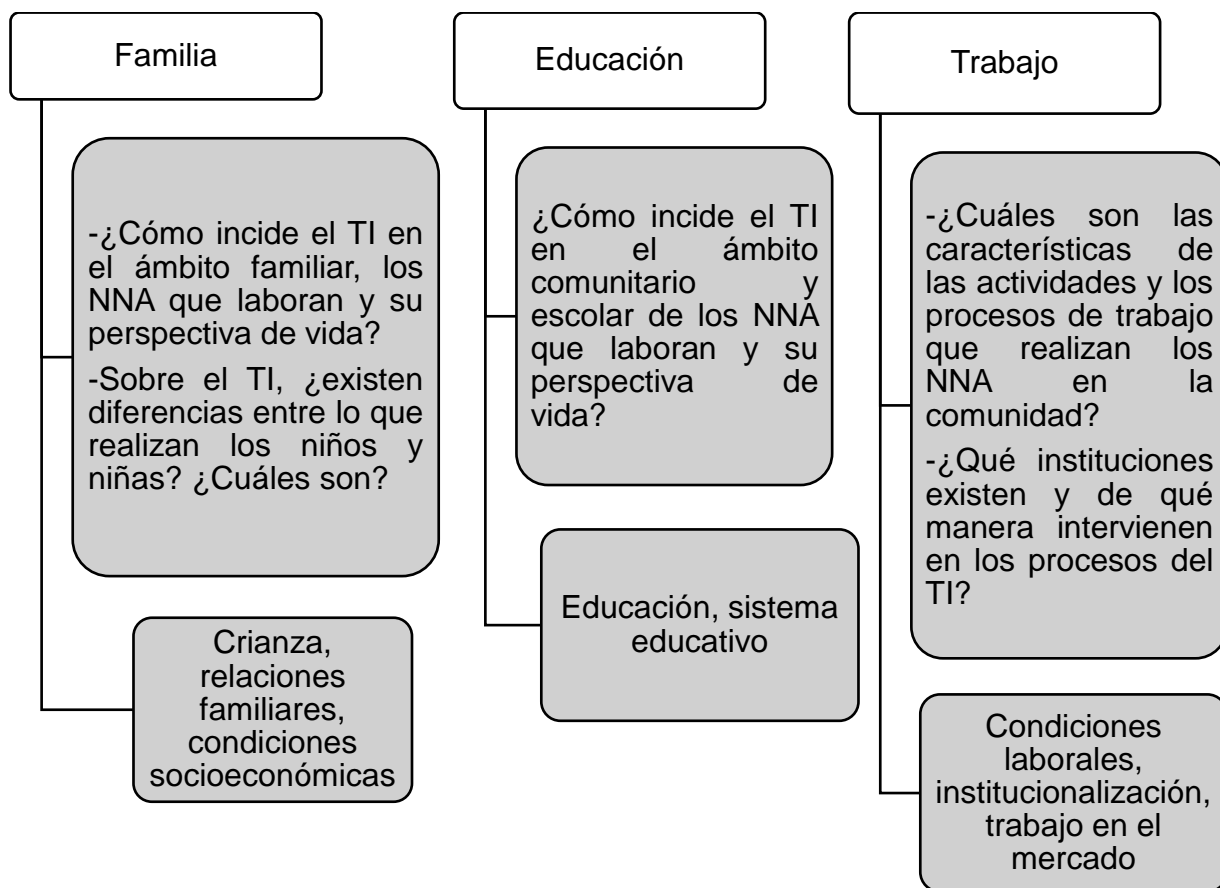 Familia
-¿Cómo incide el TI en
el ámbito familiar, los
NNA que laboran y su
perspectiva de vida?
-Sobre el TI, ¿existen
diferencias entre lo que
realizan los niños y
niñas? ¿Cuáles son?
Crianza,
relaciones
familiares,
condiciones
socioeconómicas
Educación
¿Cómo incide el TI
en el ámbito
comunitario y
escolar de los NNA
que laboran y su
perspectiva de
vida?
Educación, sistema
educativo
Trabajo
-¿Cuáles son las
características de
las actividades y los
procesos de trabajo
que realizan los
NNA en la
comunidad?
-¿Qué instituciones
existen y de qué
manera intervienen
en los procesos del
TI?
Condiciones
laborales,
institucionalización,
trabajo en el
mercado